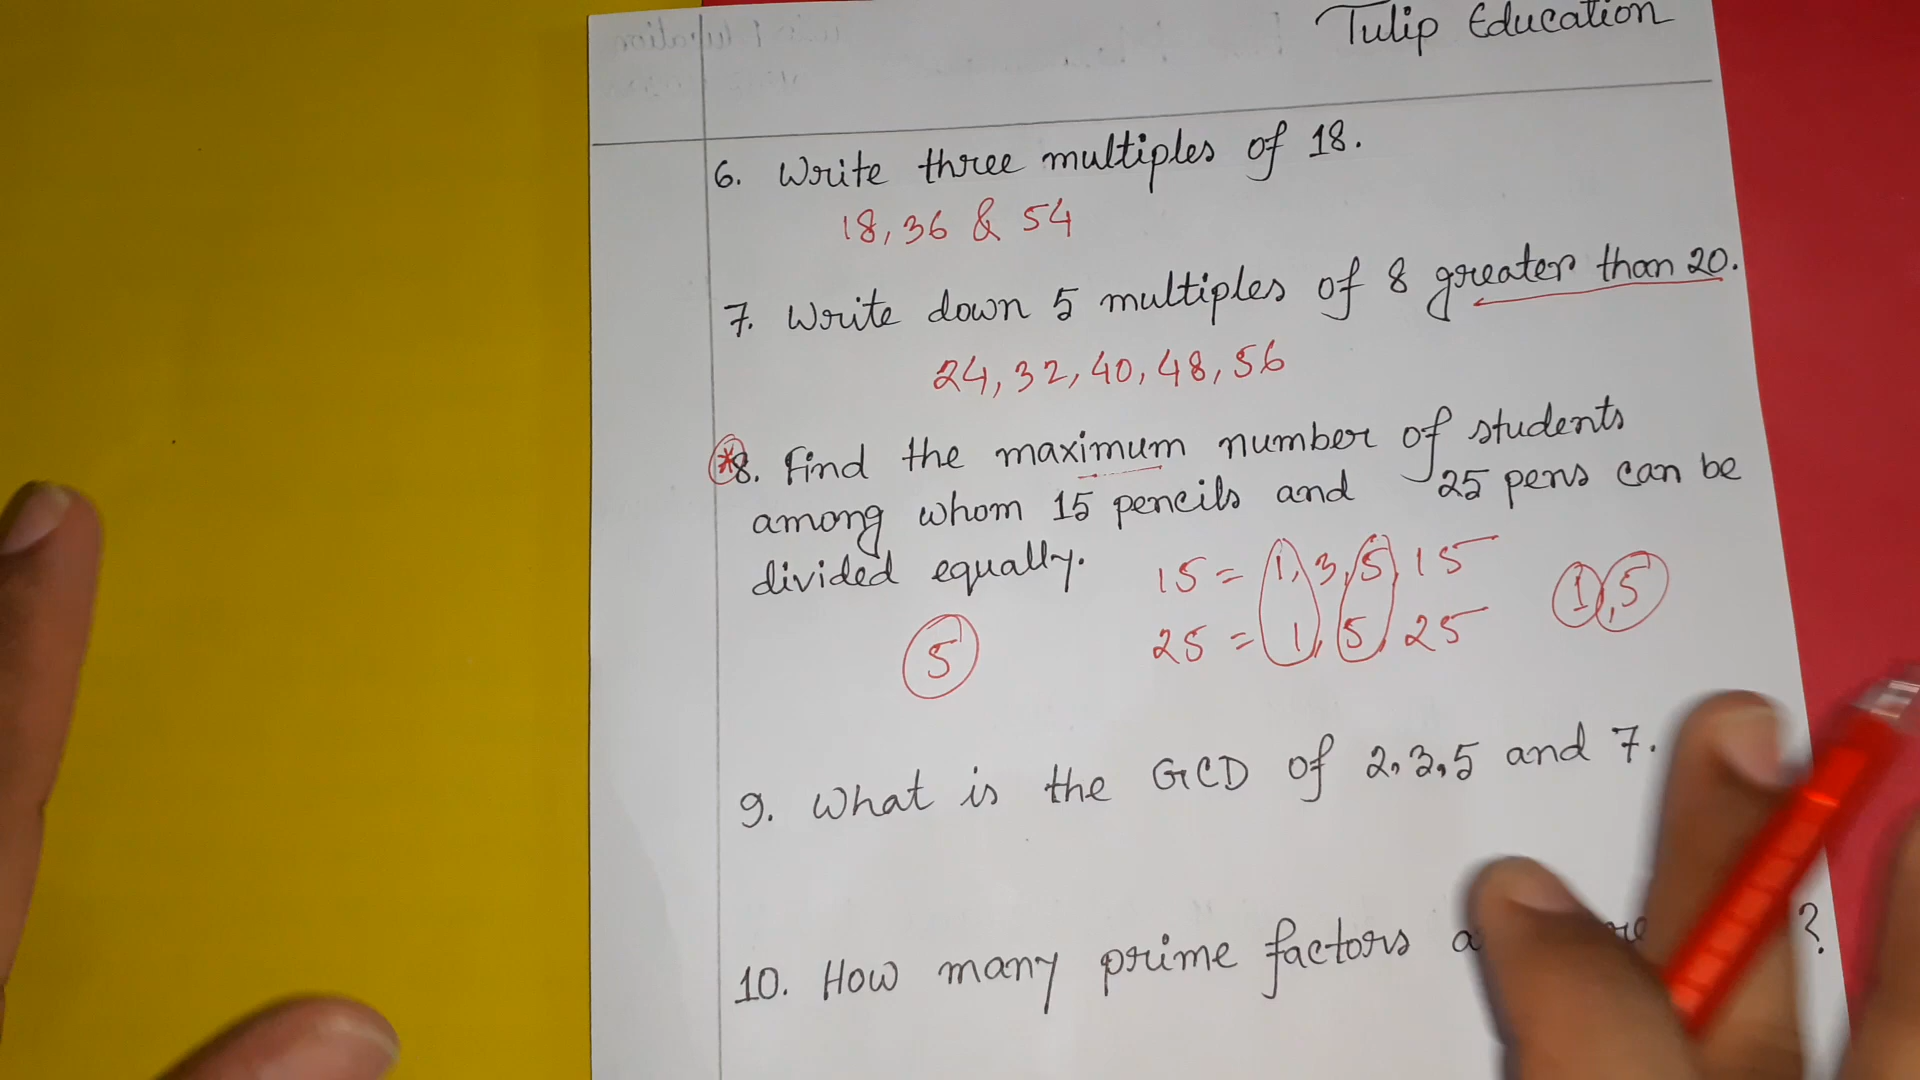 Tulip Education
6. Write three multiples of 18.
18, 36 & 54
7. Write down 5 multiples of 8 greater than 20.
24, 32, 40, 48, 56
*8. Find the maximum number of students
among whom 15 pencils and 25 pens can be
divided equally.
15 = 1, 3, 5, 15
25 = 1, 5, 25
1, 5
5
9. What is the GCD of 2, 3, 5 and 7.
10. How many prime factors ?